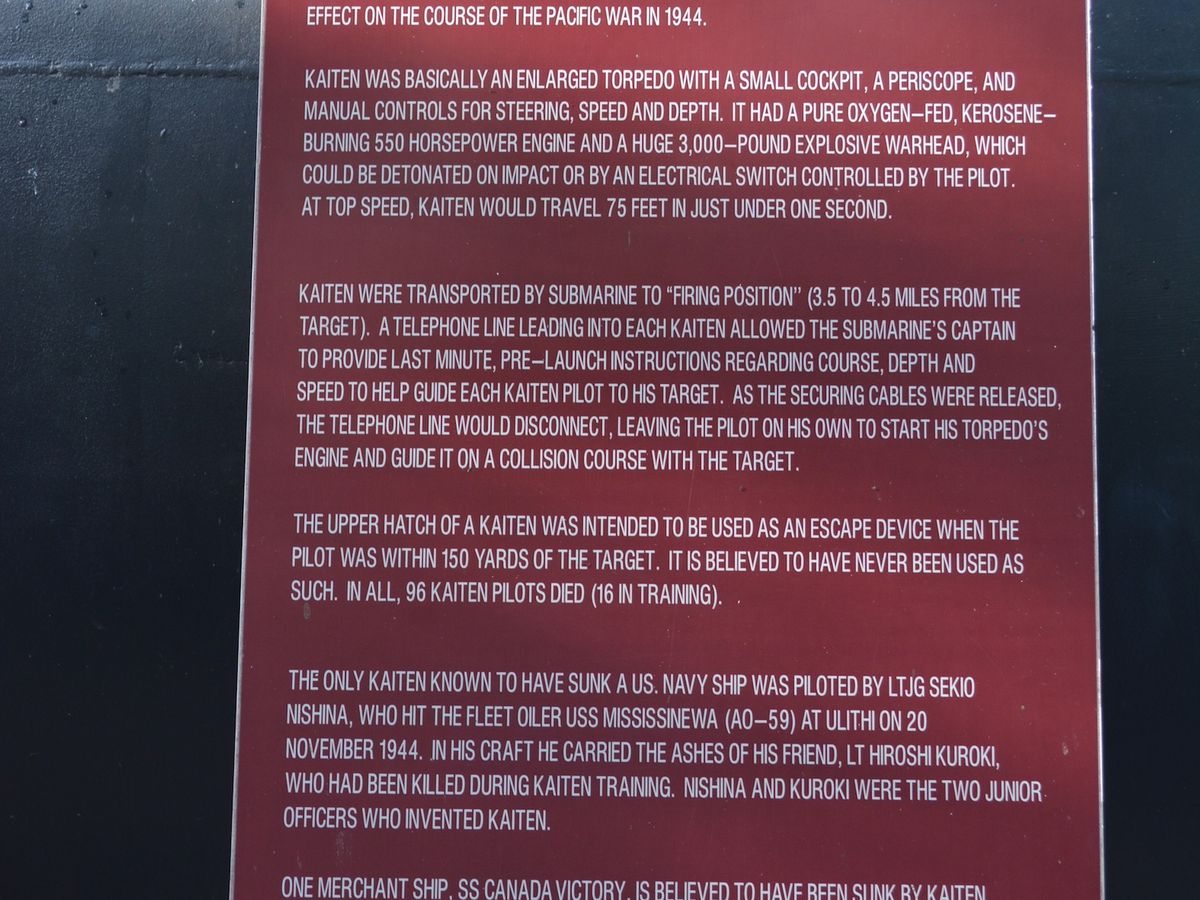 EFFECT ON THE COURSE OF THE PACIFIC WAR IN 1944.
KAITEN WAS BASICALLY AN ENLARGED TORPEDO WITH A SMALL COCKPIT, A PERISCOPE, AND
MANUAL CONTROLS FOR STEERING, SPEED AND DEPTH. IT HAD A PURE OXYGEN–FED, KEROSENE–
BURNING 550 HORSEPOWER ENGINE AND A HUGE 3,000–POUND EXPLOSIVE WARHEAD, WHICH
COULD BE DETONATED ON IMPACT OR BY AN ELECTRICAL SWITCH CONTROLLED BY THE PILOT.
AT TOP SPEED, KAITEN WOULD TRAVEL 75 FEET IN JUST UNDER ONE SECOND.
KAITEN WERE TRANSPORTED BY SUBMARINE TO “FIRING POSITION” (3.5 TO 4.5 MILES FROM THE
TARGET). A TELEPHONE LINE LEADING INTO EACH KAITEN ALLOWED THE SUBMARINE’S CAPTAIN
TO PROVIDE LAST MINUTE, PRE–LAUNCH INSTRUCTIONS REGARDING COURSE, DEPTH AND
SPEED TO HELP GUIDE EACH KAITEN PILOT TO HIS TARGET. AS THE SECURING CABLES WERE RELEASED,
THE TELEPHONE LINE WOULD DISCONNECT, LEAVING THE PILOT ON HIS OWN TO START HIS TORPEDO’S
ENGINE AND GUIDE IT ON A COLLISION COURSE WITH THE TARGET.
THE UPPER HATCH OF A KAITEN WAS INTENDED TO BE USED AS AN ESCAPE DEVICE WHEN THE
PILOT WAS WITHIN 150 YARDS OF THE TARGET. IT IS BELIEVED TO HAVE NEVER BEEN USED AS
SUCH. IN ALL, 96 KAITEN PILOTS DIED (16 IN TRAINING).
THE ONLY KAITEN KNOWN TO HAVE SUNK A US. NAVY SHIP WAS PILOTED BY LTJG SEKIO
NISHINA, WHO HIT THE FLEET OILER USS MISSISSINEWA (AO–59) AT ULITHI ON 20
NOVEMBER 1944. IN HIS CRAFT HE CARRIED THE ASHES OF HIS FRIEND, LT HIROSHI KUROKI,
WHO HAD BEEN KILLED DURING KAITEN TRAINING. NISHINA AND KUROKI WERE THE TWO JUNIOR
OFFICERS WHO INVENTED KAITEN.
ONE MERCHANT SHIP, SS CANADA VICTORY, IS BELIEVED TO HAVE BEEN SUNK BY KAITEN